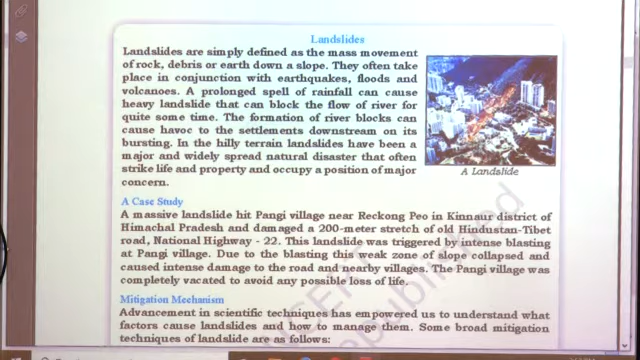 Landslides
Landslides are simply defined as the mass movement
of rock, debris or earth down a slope. They often take
place in conjunction with earthquakes, floods and
volcanoes. A prolonged spell of rainfall can cause
heavy landslide that can block the flow of river for
quite some time. The formation of river blocks can
cause havoc to the settlements downstream on its
bursting. In the hilly terrain landslides have been a
major and widely spread natural disaster that often
strike life and property and occupy a position of major
concern.
A Landslide
A Case Study
A massive landslide hit Pangi village near Reckong Peo in Kinnaur district of
Himachal Pradesh and damaged a 200-meter stretch of old Hindustan-Tibet
road, National Highway - 22. This landslide was triggered by intense blasting
at Pangi village. Due to the blasting this weak zone of slope collapsed and
caused intense damage to the road and nearby villages. The Pangi village was
completely vacated to avoid any possible loss of life.
Mitigation Mechanism
Advancement in scientific techniques has empowered us to understand what
factors cause landslides and how to manage them. Some broad mitigation
techniques of landslide are as follows: